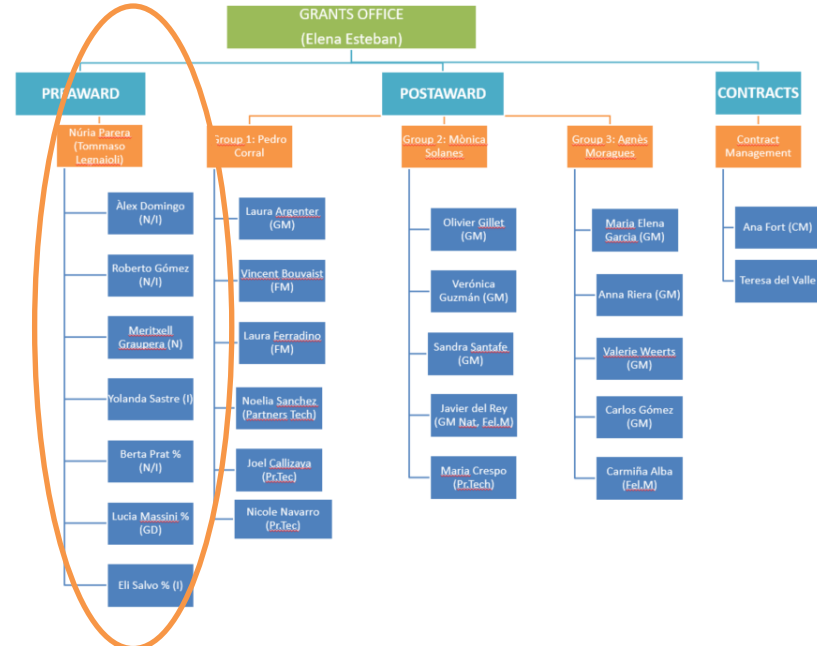 GRANTS OFFICE
(Elena Esteban)
PREAWARD
POSTAWARD
CONTRACTS
Núria Parera
(Tommaso
Legnaioli)
Group 1: Pedro
Corral
Group 2: Mònica
Solanes
Group 3: Agnès
Moragues
Contract
Management
Àlex Domingo
(N/I)
Roberto Gómez
(N/I)
Meritxell
Graupera (N)
Yolanda Sastre (I)
Berta Prat %
(N/I)
Lucia Massini %
(GD)
Eli Salvo % (I)
Laura Argenter
(GM)
Vincent Bouvaist
(FM)
Laura Ferradino
(FM)
Noelia Sanchez
(Partners Tech)
Joel Callizaya
(Pr.Tec)
Nicole Navarro
(Pr.Tec)
Olivier Gillet
(GM)
Verónica
Guzmán (GM)
Sandra Santafe
(GM)
Javier del Rey
(GM Nat, Fel.M)
Maria Crespo
(Pr.Tech)
Maria Elena
Garcia (GM)
Anna Riera (GM)
Valerie Weerts
(GM)
Carlos Gómez
(GM)
Carmiña Alba
(Fel.M)
Ana Fort (CM)
Teresa del Valle